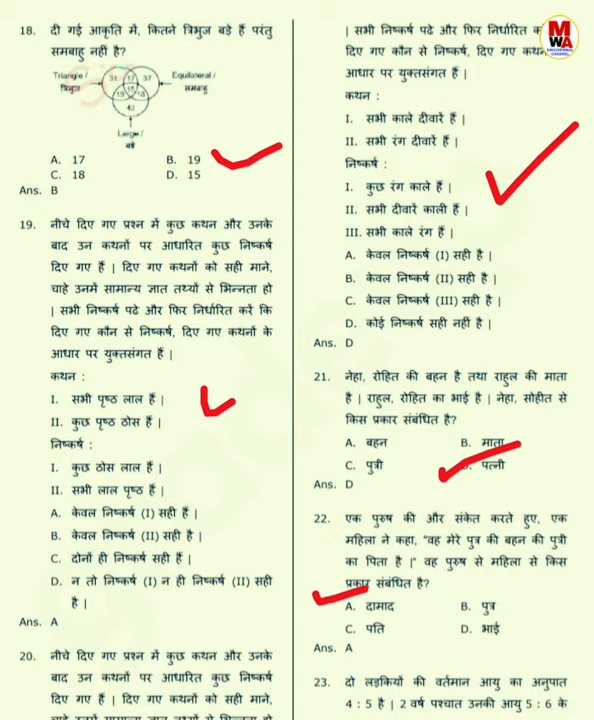 18. दी गई आकृति में, कितने त्रिभुज बड़े हैं परंतु
समबाहु नहीं है?
Triangle / त्रिभुज
Equilateral / समबाहु
31 17 37
15
19 18
43
Large / बड़े
A. 17 B. 19
C. 18 D. 15
Ans. B
19. नीचे दिए गए प्रश्न में कुछ कथन और उनके
बाद उन कथनों पर आधारित कुछ निष्कर्ष
दिए गए हैं | दिए गए कथनों को सही माने,
चाहे उनमें सामान्य ज्ञात तथ्यों से भिन्नता हो
| सभी निष्कर्ष पढे और फिर निर्धारित करें कि
दिए गए कौन से निष्कर्ष, दिए गए कथनों के
आधार पर युक्तसंगत हैं |
कथन :
I. सभी पृष्ठ लाल हैं |
II. कुछ पृष्ठ ठोस हैं |
निष्कर्ष :
I. कुछ ठोस लाल हैं |
II. सभी लाल पृष्ठ हैं |
A. केवल निष्कर्ष (I) सही हैं |
B. केवल निष्कर्ष (II) सही है |
C. दोनों ही निष्कर्ष सही हैं |
D. न तो निष्कर्ष (I) न ही निष्कर्ष (II) सही
है |
Ans. A
20. नीचे दिए गए प्रश्न में कुछ कथन और उनके
बाद उन कथनों पर आधारित कुछ निष्कर्ष
दिए गए हैं | दिए गए कथनों को सही माने,
| सभी निष्कर्ष पढे और फिर निर्धारित
दिए गए कौन से निष्कर्ष, दिए गए
आधार पर युक्तसंगत हैं |
कथन :
I. सभी काले दीवारें हैं |
II. सभी रंग दीवारें हैं |
निष्कर्ष :
I. कुछ रंग काले हैं |
II. सभी दीवारें काली हैं |
III. सभी काले रंग हैं |
A. केवल निष्कर्ष (I) सही है |
B. केवल निष्कर्ष (II) सही है |
C. केवल निष्कर्ष (III) सही है |
D. कोई निष्कर्ष सही नहीं है |
Ans. D
21. नेहा, रोहित की बहन है तथा राहुल की माता
है | राहुल, रोहित का भाई है | नेहा, सोहीत से
किस प्रकार संबंधित है?
A. बहन B. माता
C. पुत्री D. पत्नी
Ans. D
22. एक पुरुष की और संकेत करते हुए, एक
महिला ने कहा, "वह मेरे पुत्र की बहन की पुत्री
का पिता है |" वह पुरुष से महिला से किस
प्रकार संबंधित है?
A. दामाद B. पुत्र
C. पति D. भाई
Ans. A
23. दो लडकियों की वर्तमान आयु का अनुपात
4 : 5 है | 2 वर्ष पश्चात उनकी आयु 5 : 6 के
MWA